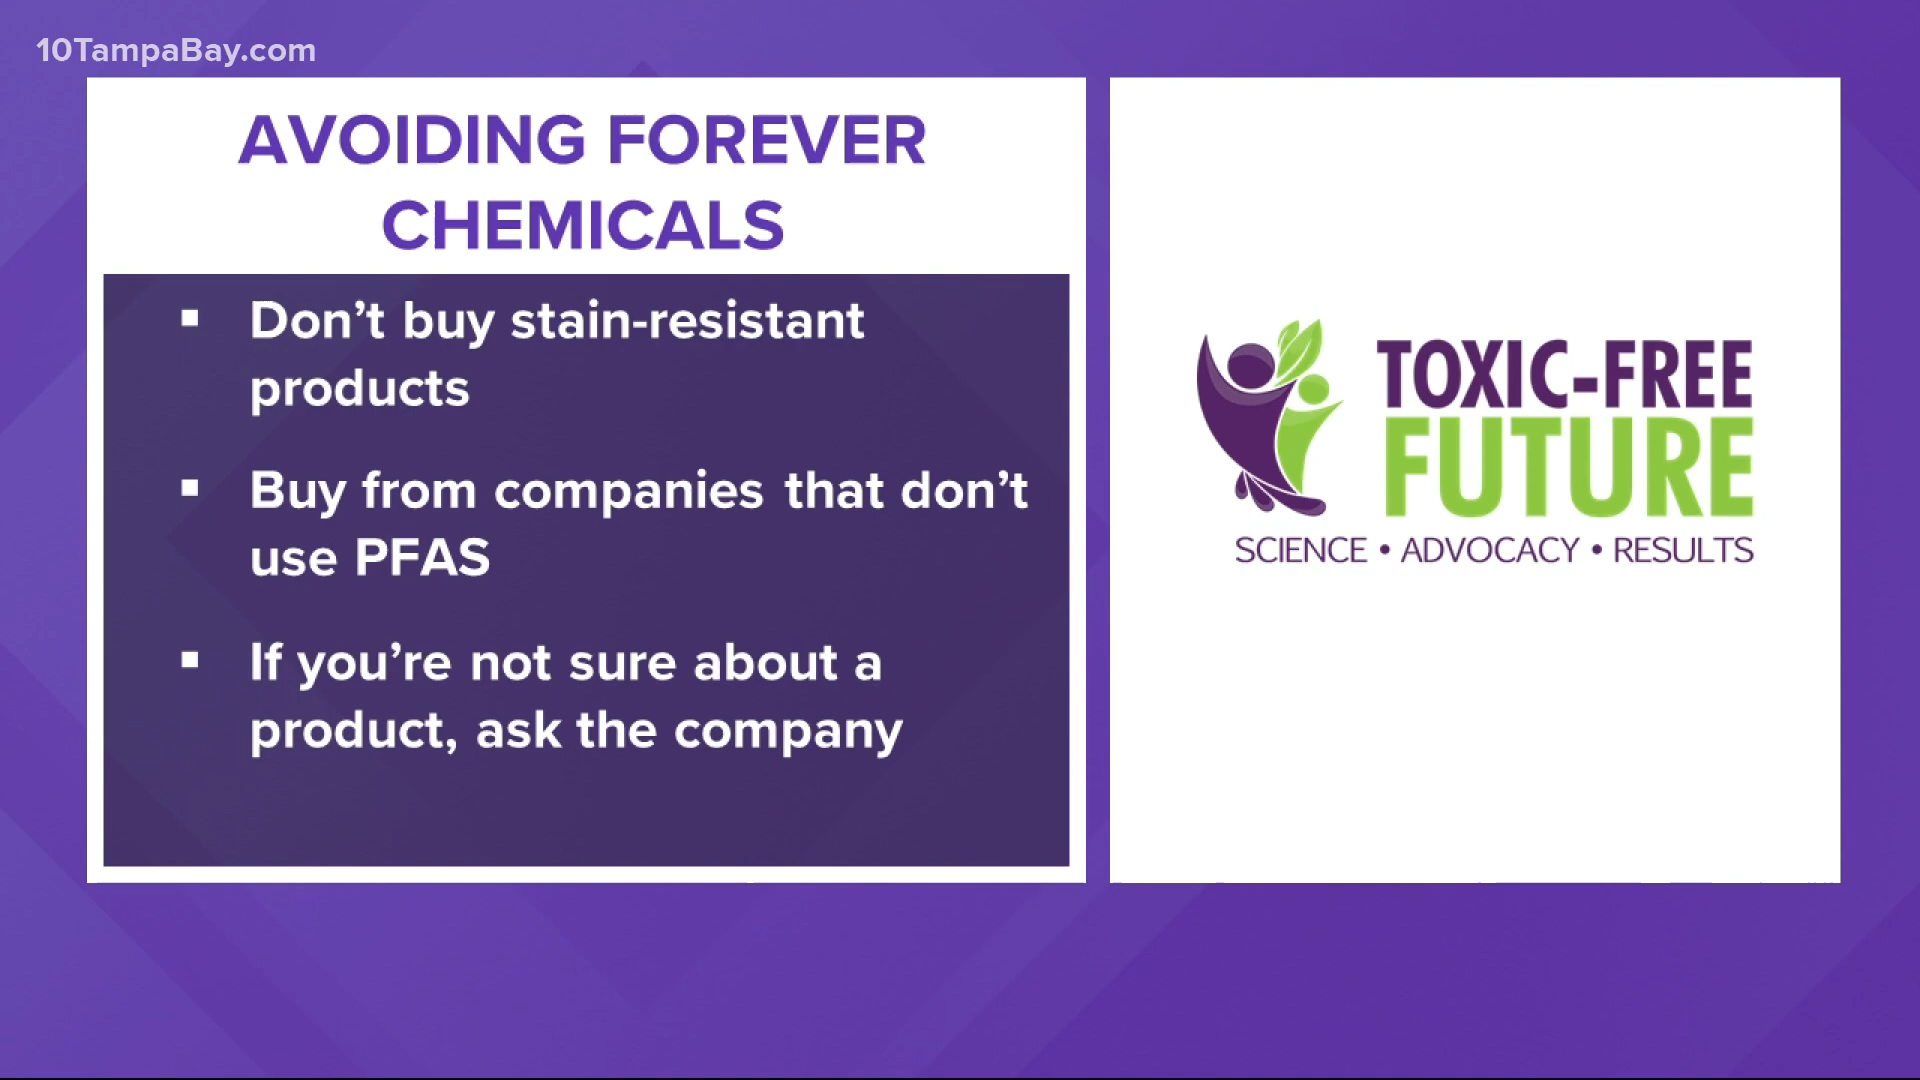 10TampaBay.com
AVOIDING FOREVER
CHEMICALS
▪ Don’t buy stain-resistant
products
▪ Buy from companies that don’t
use PFAS
▪ If you’re not sure about a
product, ask the company
TOXIC-FREE
FUTURE
SCIENCE • ADVOCACY • RESULTS